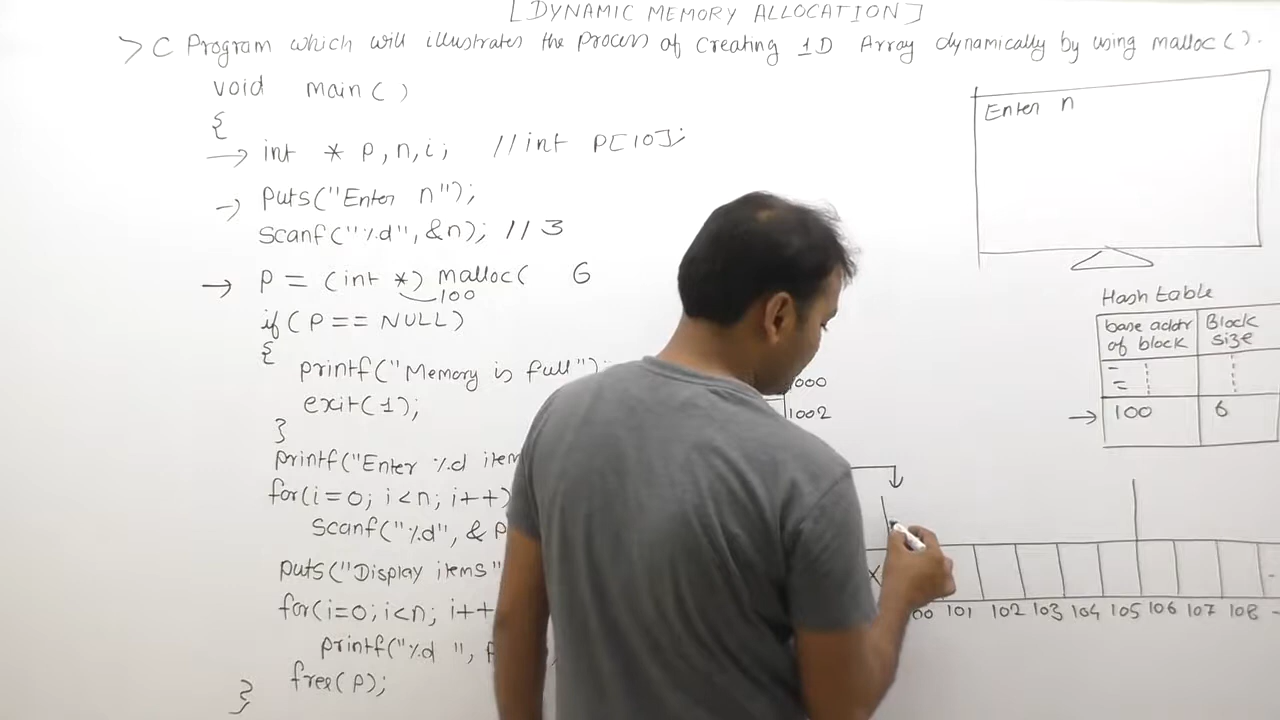 [DYNAMIC MEMORY ALLOCATION]
> C Program which will illustrates the process of creating 1D Array dynamically by using malloc().
void main()
{
→ int * p,n,i; //int P[10];
→ puts("Enter n");
scanf("%d",&n); //3
→ P = (int *) malloc( 6
100
if(P == NULL)
{
printf("Memory is full")
exit(1);
}
printf("Enter %d item
for(i=0; i<n; i++)
scanf("%d", & P
puts("Display items"
for(i=0;i<n; i++
printf("%d ",
free(P);
}
Enter n
Hash table
base addr of block
Block size
→ 100 6
1000
1002
X
00 101 102 103 104 105 106 107 108